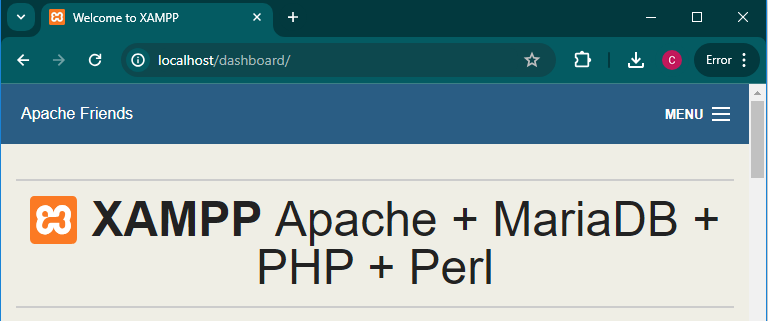 Welcome to XAMPP
localhost/dashboard/
C
Error
Apache Friends
MENU
XAMPP Apache + MariaDB +
PHP + Perl